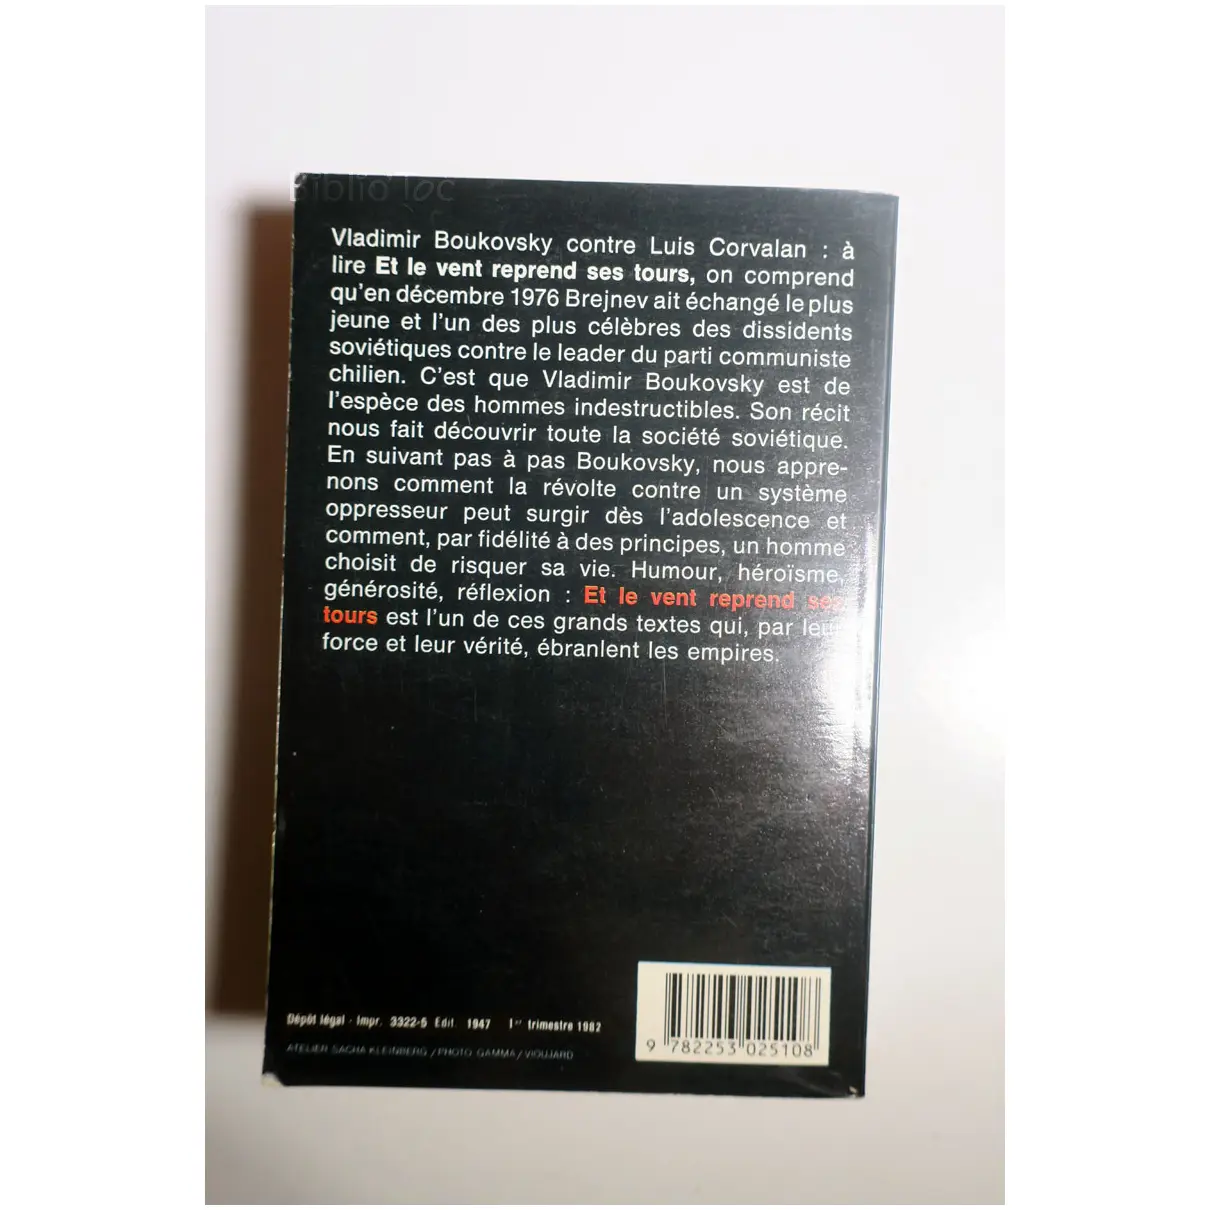 Biblio loc
Vladimir Boukovsky contre Luis Corvalan : à
lire Et le vent reprend ses tours, on comprend
qu'en décembre 1976 Brejnev ait échangé le plus
jeune et l'un des plus célèbres des dissidents
soviétiques contre le leader du parti communiste
chilien. C'est que Vladimir Boukovsky est de
l'espèce des hommes indestructibles. Son récit
nous fait découvrir toute la société soviétique.
En suivant pas à pas Boukovsky, nous appre-
nons comment la révolte contre un système
oppresseur peut surgir dès l'adolescence et
comment, par fidélité à des principes, un homme
choisit de risquer sa vie. Humour, héroïsme,
générosité, réflexion : Et le vent reprend ses
tours est l'un de ces grands textes qui, par leur
force et leur vérité, ébranlent les empires.
Dépôt légal - Impr. 3322-5 Edit. 1947 1er trimestre 1982
ATELIER SACHA KLEINBERG / PHOTO GAMMA / VIOUJARD
9 782253 025108